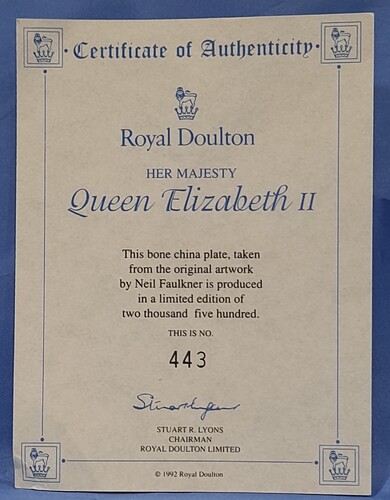 Certificate of Authenticity
Royal Doulton
HER MAJESTY
Queen Elizabeth II
This bone china plate, taken
from the original artwork
by Neil Faulkner is produced
in a limited edition of
two thousand five hundred.
THIS IS NO.
443
Stuart Lyons
STUART R. LYONS
CHAIRMAN
ROYAL DOULTON LIMITED
© 1992 Royal Doulton